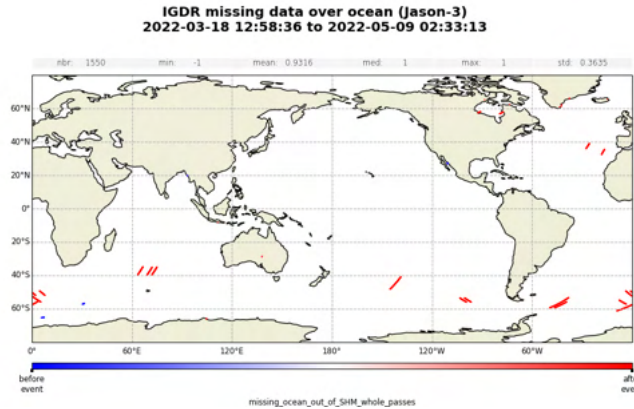 IGDR missing data over ocean (Jason-3)
2022-03-18 12:58:36 to 2022-05-09 02:33:13
nbr: 1550 min: -1 mean: 0.9316 med: 1 max: 1 std: 0.3635
60°N
40°N
20°N
0°
20°S
40°S
60°S
0° 60°E 120°E 180° 120°W 60°W
before
event
afte
eve
missing_ocean_out_of_SHM_whole_passes